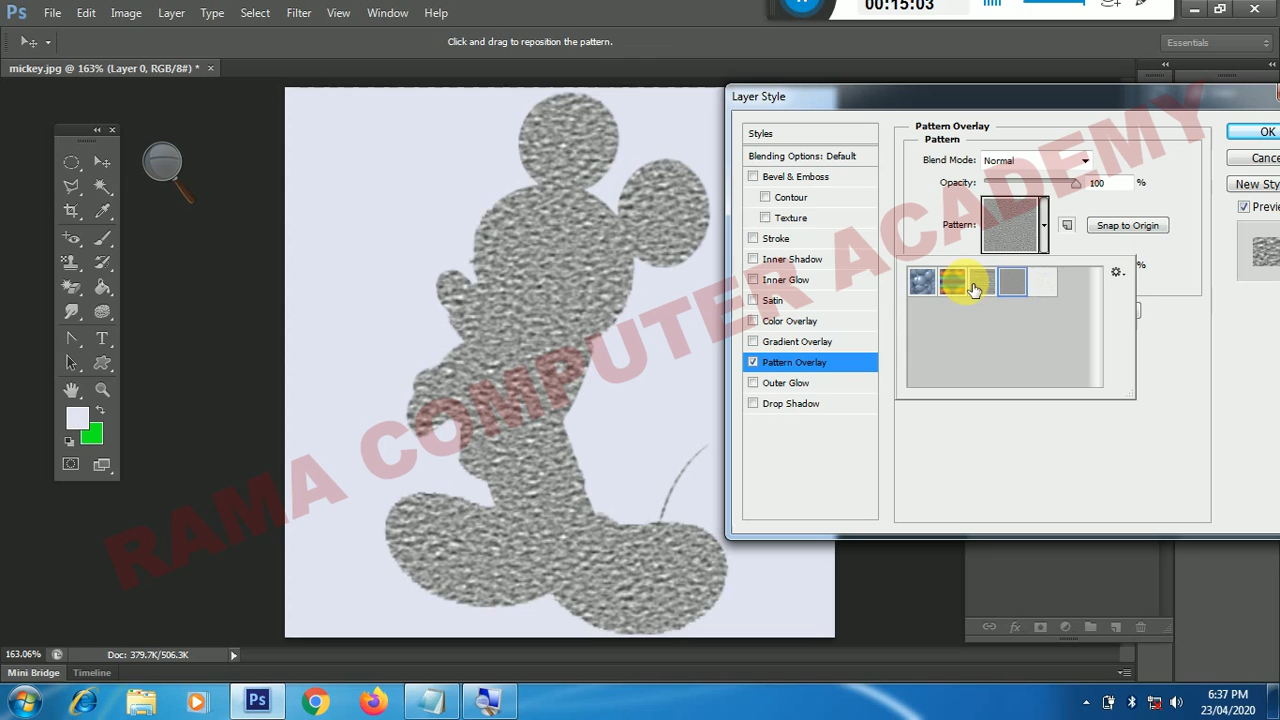 Ps File Edit Image Layer Type Select Filter View Window Help
00:15:03
Click and drag to reposition the pattern.
Essentials
mickey.jpg @ 163% (Layer 0, RGB/8#) *
Layer Style
Styles
Blending Options: Default
Bevel & Emboss
Contour
Texture
Stroke
Inner Shadow
Inner Glow
Satin
Color Overlay
Gradient Overlay
Pattern Overlay
Outer Glow
Drop Shadow
Pattern Overlay
Pattern
Blend Mode: Normal
Opacity: 100 %
Pattern: Snap to Origin
%
OK
Cance
New Sty
Previe
RAMA COMPUTER ACADEMY
163.06% Doc: 379.7K/506.3K
Mini Bridge Timeline
Ps
6:37 PM
23/04/2020